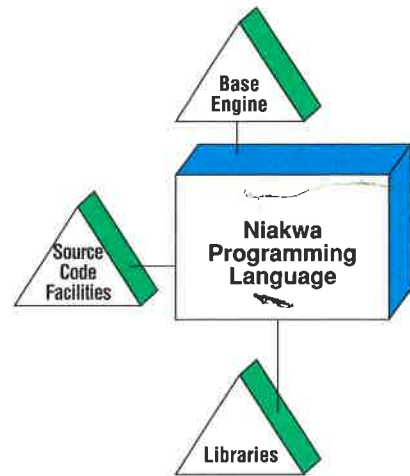 Base
Engine
Niakwa
Programming
Language
Source
Code
Facilities
Libraries